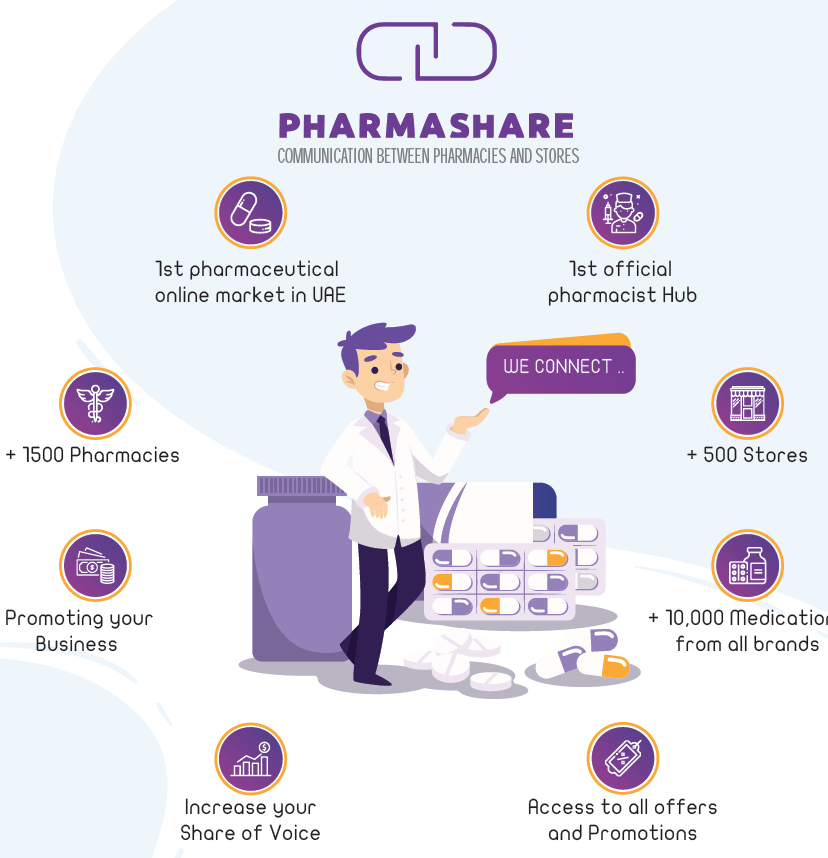 PHARMASHARE
COMMUNICATION BETWEEN PHARMACIES AND STORES
1st pharmaceutical
online market in UAE
1st official
pharmacist Hub
WE CONNECT ..
+ 1500 Pharmacies
+ 500 Stores
Promoting your
Business
+ 10,000 Medication
from all brands
Increase your
Share of Voice
Access to all offers
and Promotions